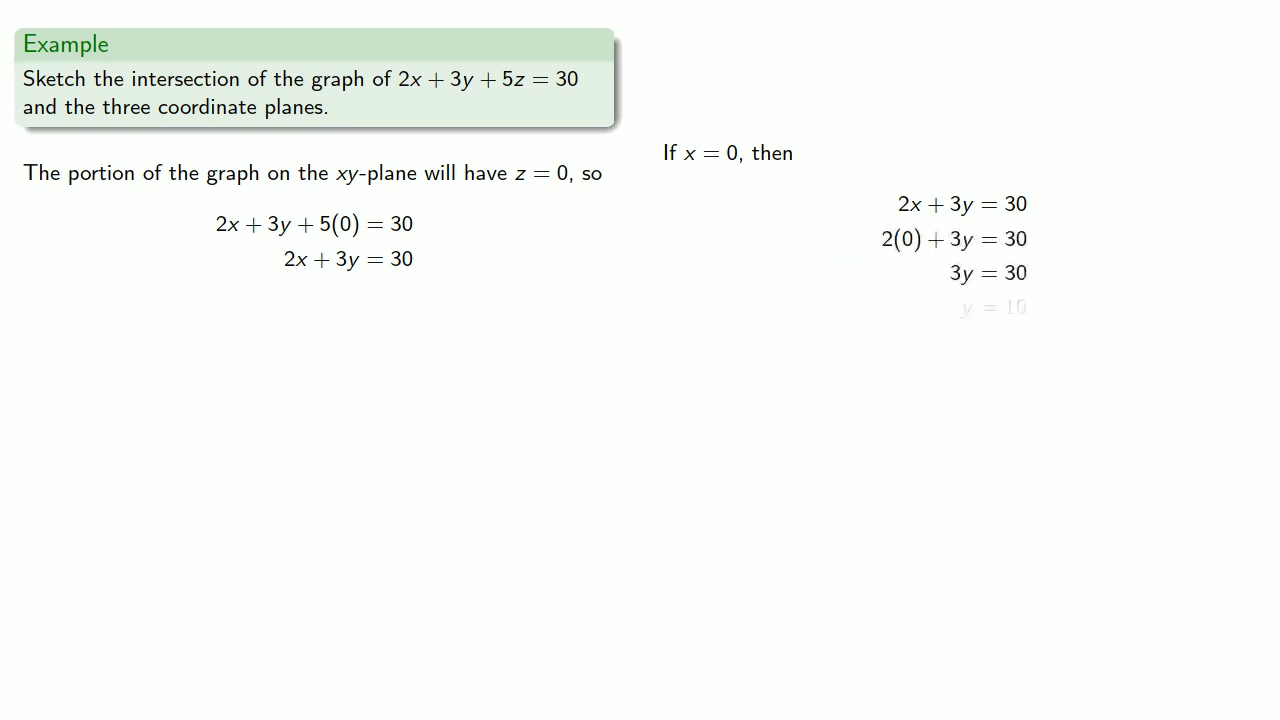 Example
Sketch the intersection of the graph of 2x + 3y + 5z = 30
and the three coordinate planes.
The portion of the graph on the xy-plane will have z = 0, so
2x + 3y + 5(0) = 30
2x + 3y = 30
If x = 0, then
2x + 3y = 30
2(0) + 3y = 30
3y = 30
y = 10